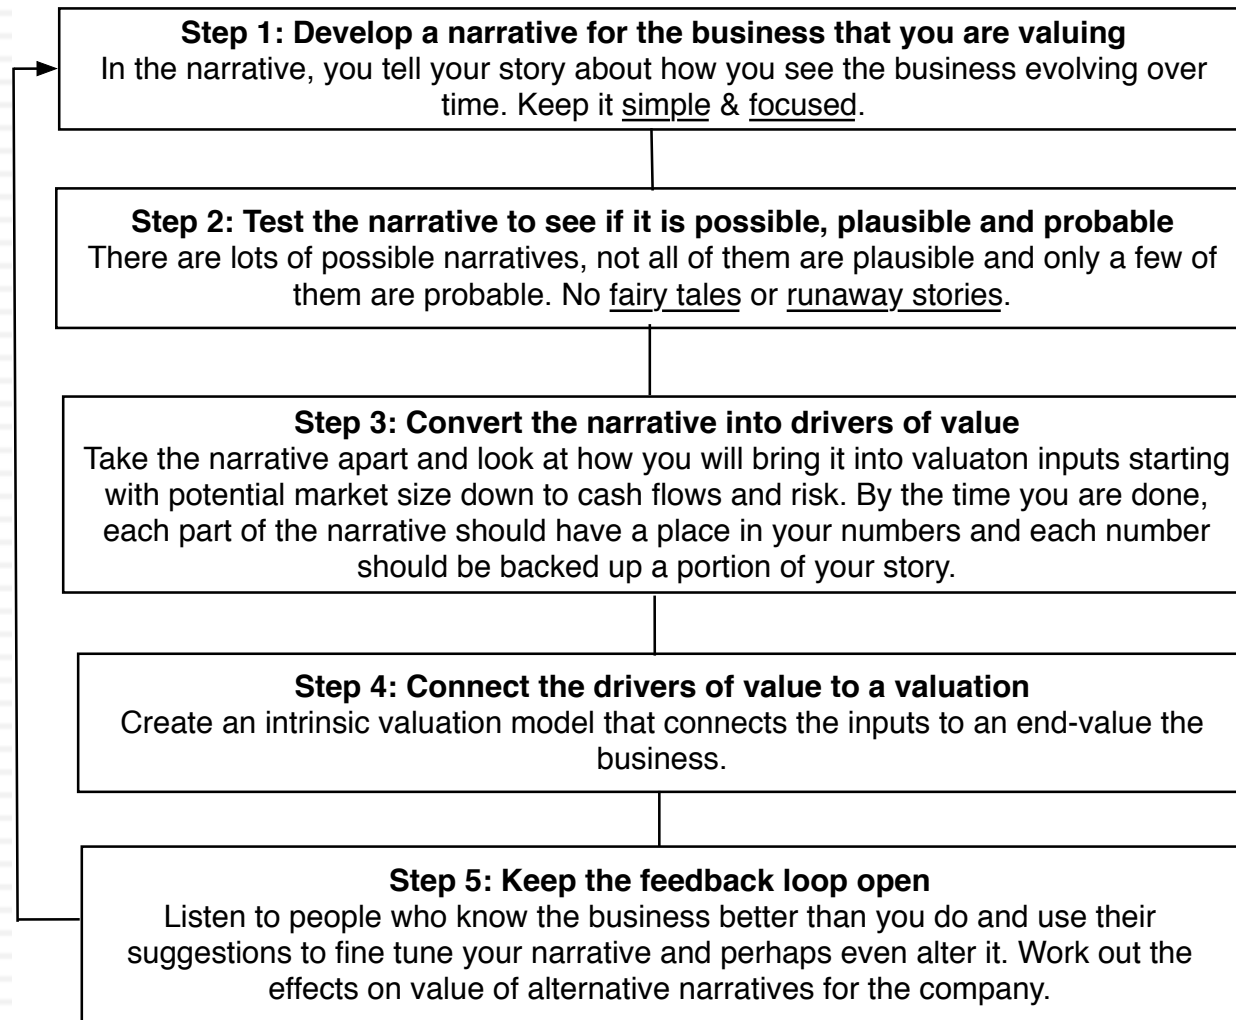 Step 1: Develop a narrative for the business that you are valuing
In the narrative, you tell your story about how you see the business evolving over
time. Keep it simple & focused.
Step 2: Test the narrative to see if it is possible, plausible and probable
There are lots of possible narratives, not all of them are plausible and only a few of
them are probable. No fairy tales or runaway stories.
Step 3: Convert the narrative into drivers of value
Take the narrative apart and look at how you will bring it into valuaton inputs starting
with potential market size down to cash flows and risk. By the time you are done,
each part of the narrative should have a place in your numbers and each number
should be backed up a portion of your story.
Step 4: Connect the drivers of value to a valuation
Create an intrinsic valuation model that connects the inputs to an end-value the
business.
Step 5: Keep the feedback loop open
Listen to people who know the business better than you do and use their
suggestions to fine tune your narrative and perhaps even alter it. Work out the
effects on value of alternative narratives for the company.